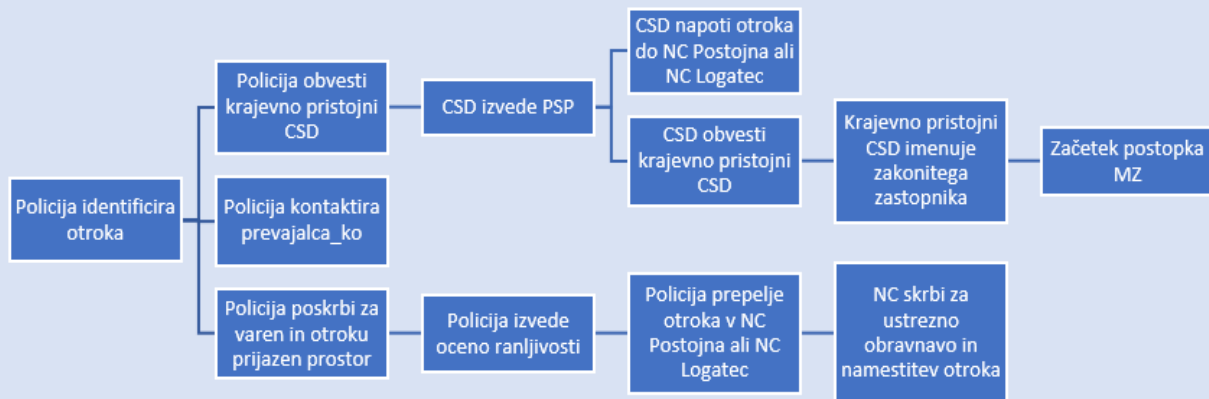 Policija identificira
otroka
Policija obvesti
krajevno pristojni
CSD
CSD izvede PSP
CSD napoti otroka
do NC Postojna ali
NC Logatec
CSD obvesti
krajevno pristojni
CSD
Krajevno pristojni
CSD imenuje
zakonitega
zastopnika
Začetek postopka
MZ
Policija kontaktira
prevajalca_ko
Policija poskrbi za
varen in otroku
prijazen prostor
Policija izvede
oceno ranljivosti
Policija prepelje
otroka v NC
Postojna ali NC
Logatec
NC skrbi za
ustrezno
obravnavo in
namestitev otroka